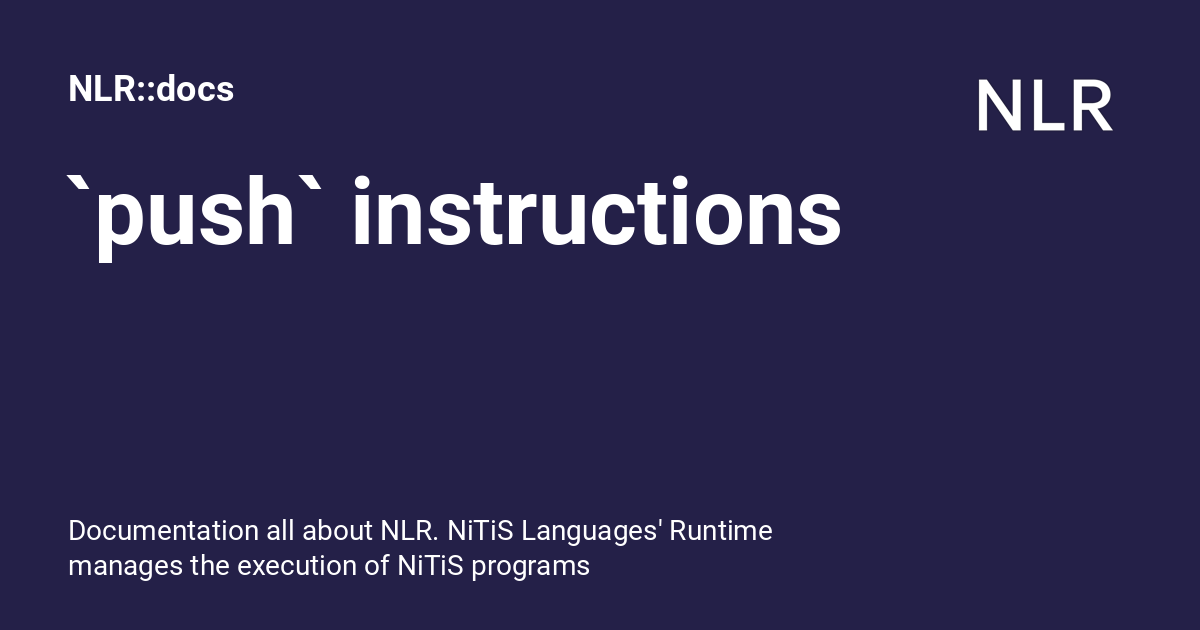 NLR::docs
NLR
`push` instructions
Documentation all about NLR. NiTiS Languages' Runtime
manages the execution of NiTiS programs